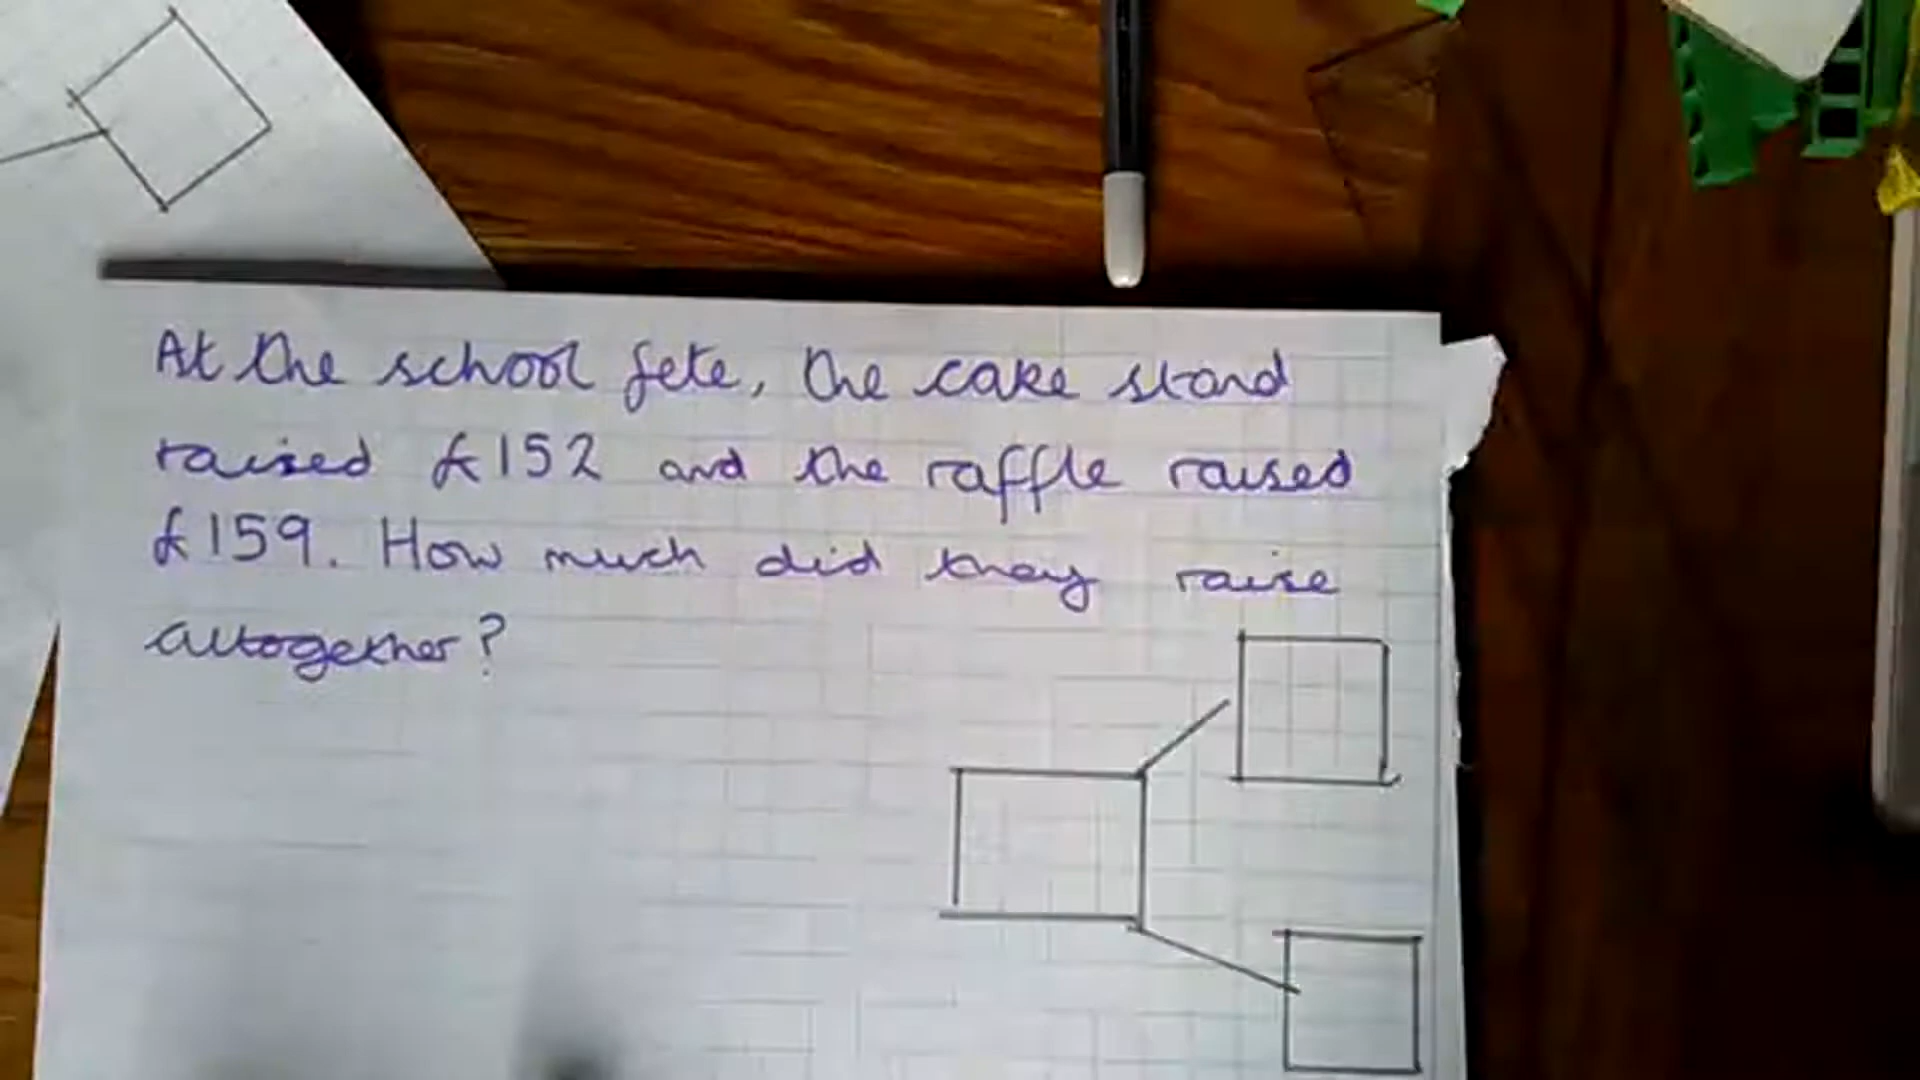 At the school fete, the cake stand
raised £152 and the raffle raised
£159. How much did they raise
altogether?